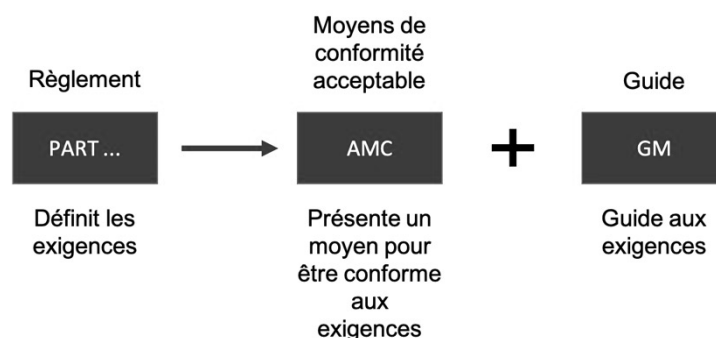 Règlement
PART ...
Définit les
exigences
Moyens de
conformité
acceptable
AMC
Présente un
moyen pour
être conforme
aux
exigences
+
Guide
GM
Guide aux
exigences